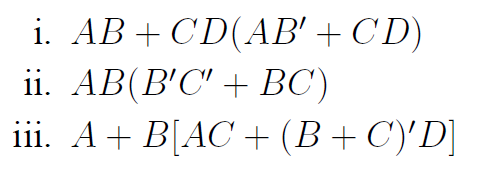 i. AB + CD(AB′ + CD)
ii. AB(B′C′ + BC)
iii. A + B[AC + (B + C)′D]